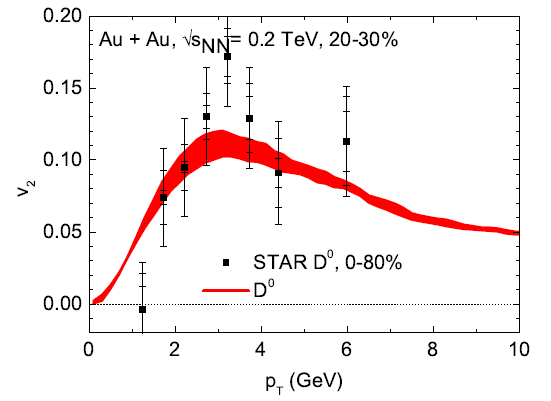 0.20
Au + Au, √sNN= 0.2 TeV, 20-30%
0.15
0.10
v2
0.05
STAR D0, 0-80%
D0
0.00
0 2 4 6 8 10
pT (GeV)